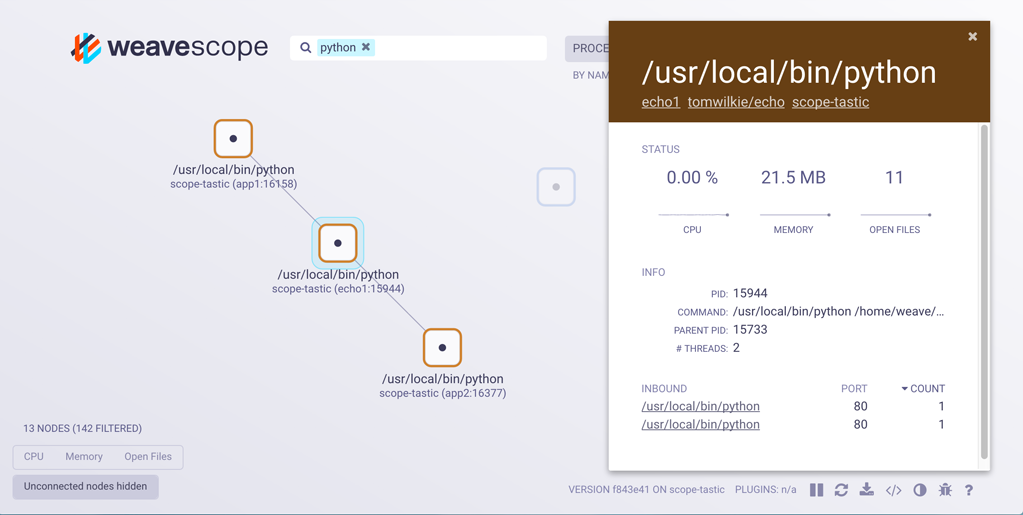 weavescope
python ✖
PROCE
BY NAM
/usr/local/bin/python
scope-tastic (app1:16158)
/usr/local/bin/python
scope-tastic (echo1:15944)
/usr/local/bin/python
scope-tastic (app2:16377)
13 NODES (142 FILTERED)
CPU Memory Open Files
Unconnected nodes hidden
/usr/local/bin/python
echo1 tomwilkie/echo scope-tastic
STATUS
0.00 % 21.5 MB 11
CPU MEMORY OPEN FILES
INFO
PID: 15944
COMMAND: /usr/local/bin/python /home/weave/…
PARENT PID: 15733
# THREADS: 2
INBOUND PORT COUNT
/usr/local/bin/python 80 1
/usr/local/bin/python 80 1
VERSION f843e41 ON scope-tastic PLUGINS: n/a </> ?